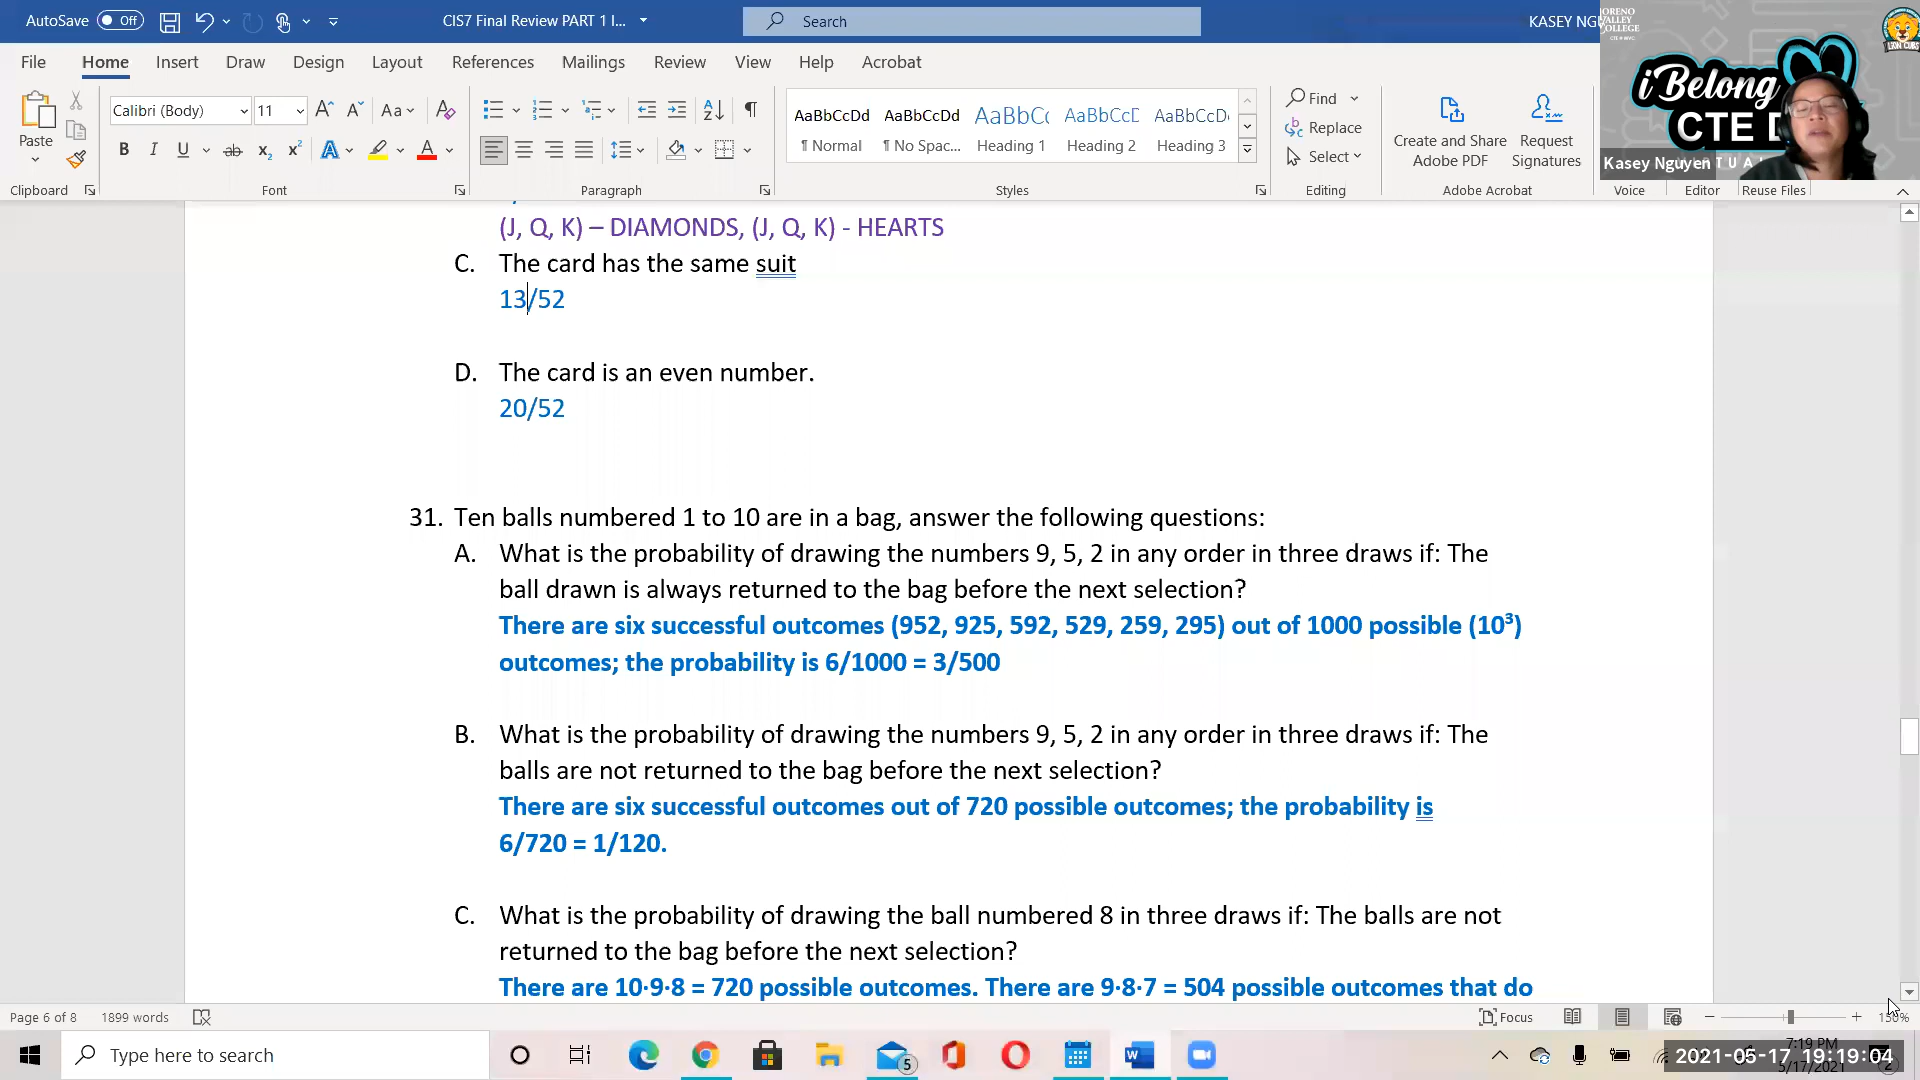 AutoSave Off
CIS7 Final Review PART 1 I...
Search
KASEY
File Home Insert Draw Design Layout References Mailings Review View Help Acrobat
Paste
Calibri (Body) 11
Aa
AaBbCcDd AaBbCcDd AaBbCc AaBbCcD AaBbCcD
¶ Normal ¶ No Spac... Heading 1 Heading 2 Heading 3
Find
Replace
Select
Create and Share
Adobe PDF
Request
Signatures
iBelong
CTE D
Kasey Nguyen
Clipboard Font Paragraph Styles Editing Adobe Acrobat Voice Editor Reuse Files
(J, Q, K) – DIAMONDS, (J, Q, K) - HEARTS
C. The card has the same suit
13/52
D. The card is an even number.
20/52
31. Ten balls numbered 1 to 10 are in a bag, answer the following questions:
A. What is the probability of drawing the numbers 9, 5, 2 in any order in three draws if: The
ball drawn is always returned to the bag before the next selection?
There are six successful outcomes (952, 925, 592, 529, 259, 295) out of 1000 possible (10³)
outcomes; the probability is 6/1000 = 3/500
B. What is the probability of drawing the numbers 9, 5, 2 in any order in three draws if: The
balls are not returned to the bag before the next selection?
There are six successful outcomes out of 720 possible outcomes; the probability is
6/720 = 1/120.
C. What is the probability of drawing the ball numbered 8 in three draws if: The balls are not
returned to the bag before the next selection?
There are 10·9·8 = 720 possible outcomes. There are 9·8·7 = 504 possible outcomes that do
Page 6 of 8 1899 words
Focus
150%
Type here to search
5
7:19 PM
2021-05-17 19:19:04
5/17/2021